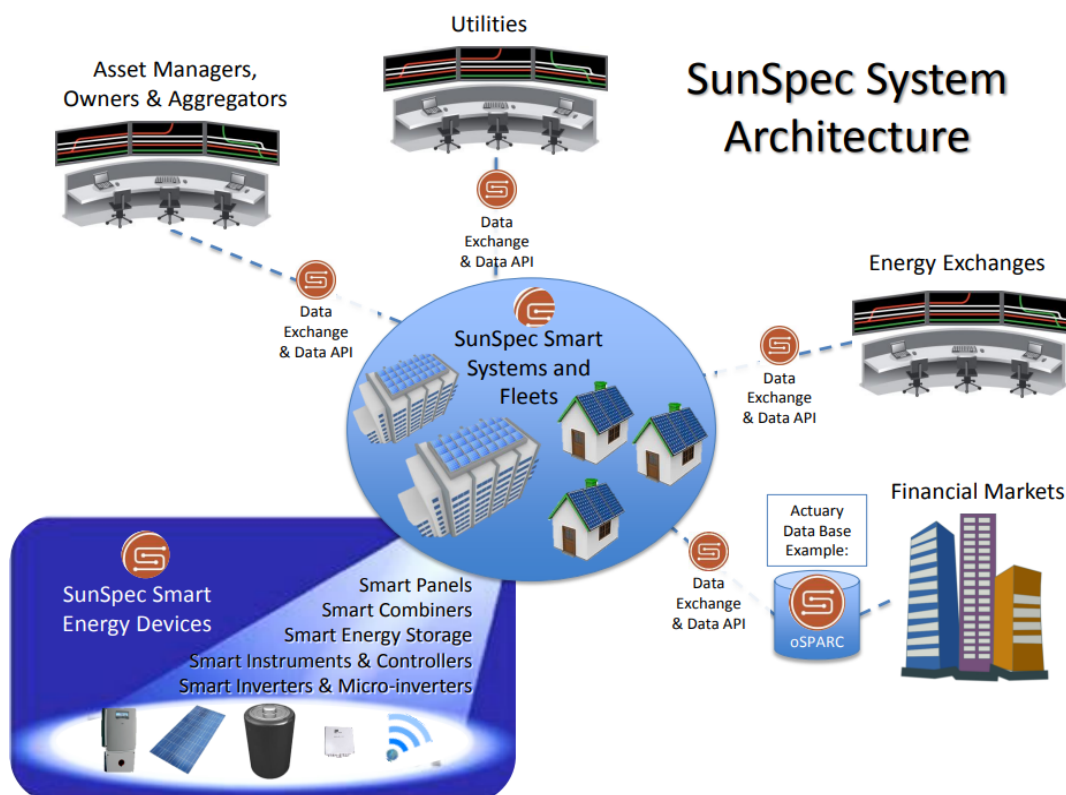 Utilities
Asset Managers,
Owners & Aggregators
SunSpec System
Architecture
Data
Exchange
& Data API
Energy Exchanges
Data
Exchange
& Data API
SunSpec Smart
Systems and
Fleets
Data
Exchange
& Data API
Financial Markets
Actuary
Data Base
Example:
Data
Exchange
& Data API
oSPARC
SunSpec Smart
Energy Devices
Smart Panels
Smart Combiners
Smart Energy Storage
Smart Instruments & Controllers
Smart Inverters & Micro-inverters